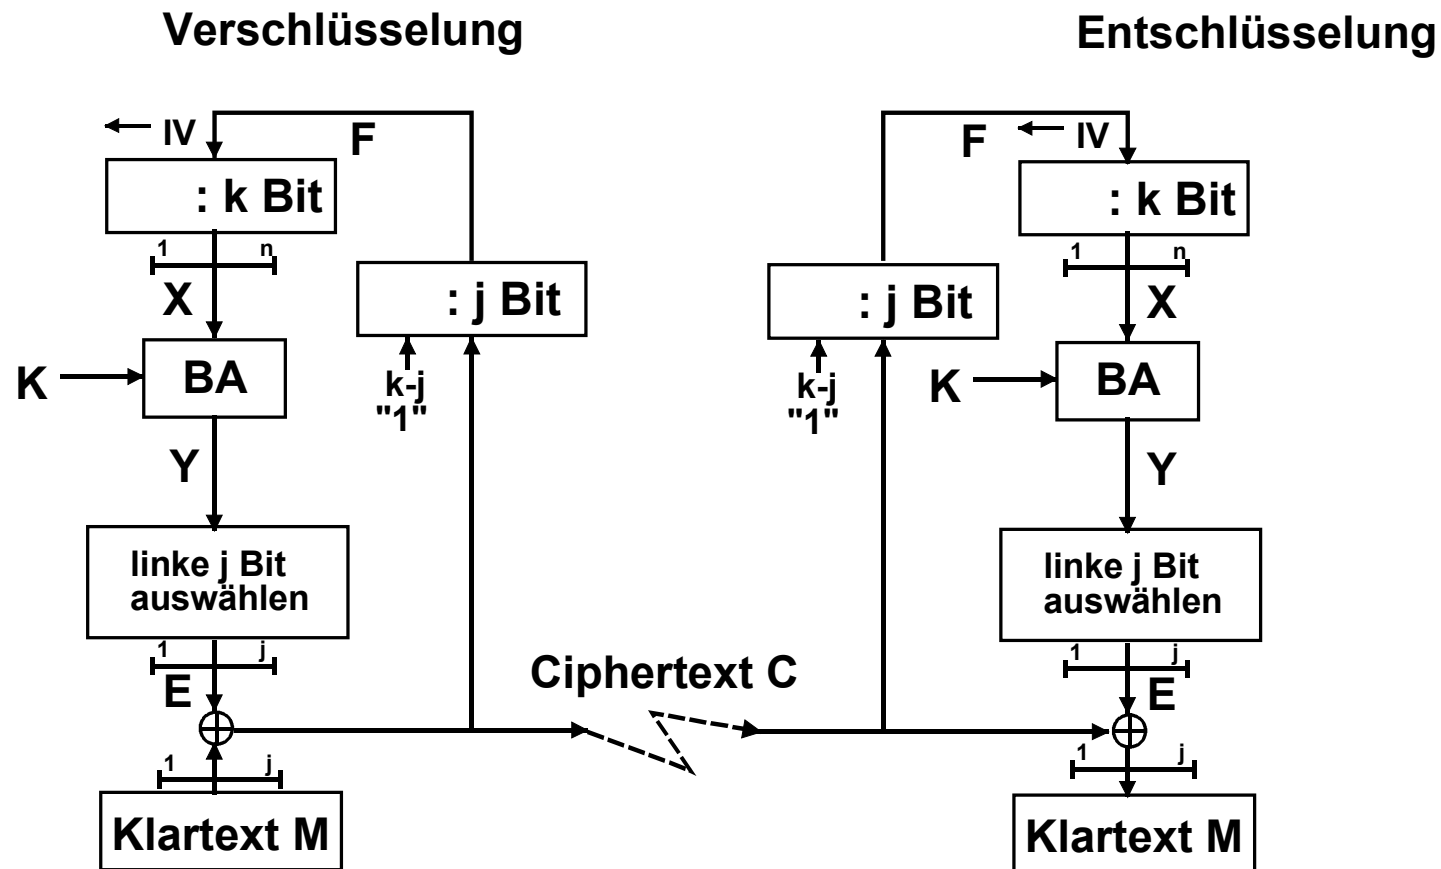 Verschlüsselung
Entschlüsselung
IV
F
: k Bit
1 n
X
: j Bit
K
BA
k-j
"1"
Y
linke j Bit
auswählen
1 j
E
1 j
Klartext M
Ciphertext C
F
IV
: k Bit
1 n
: j Bit
X
k-j
"1"
K
BA
Y
linke j Bit
auswählen
1 j
E
1 j
Klartext M